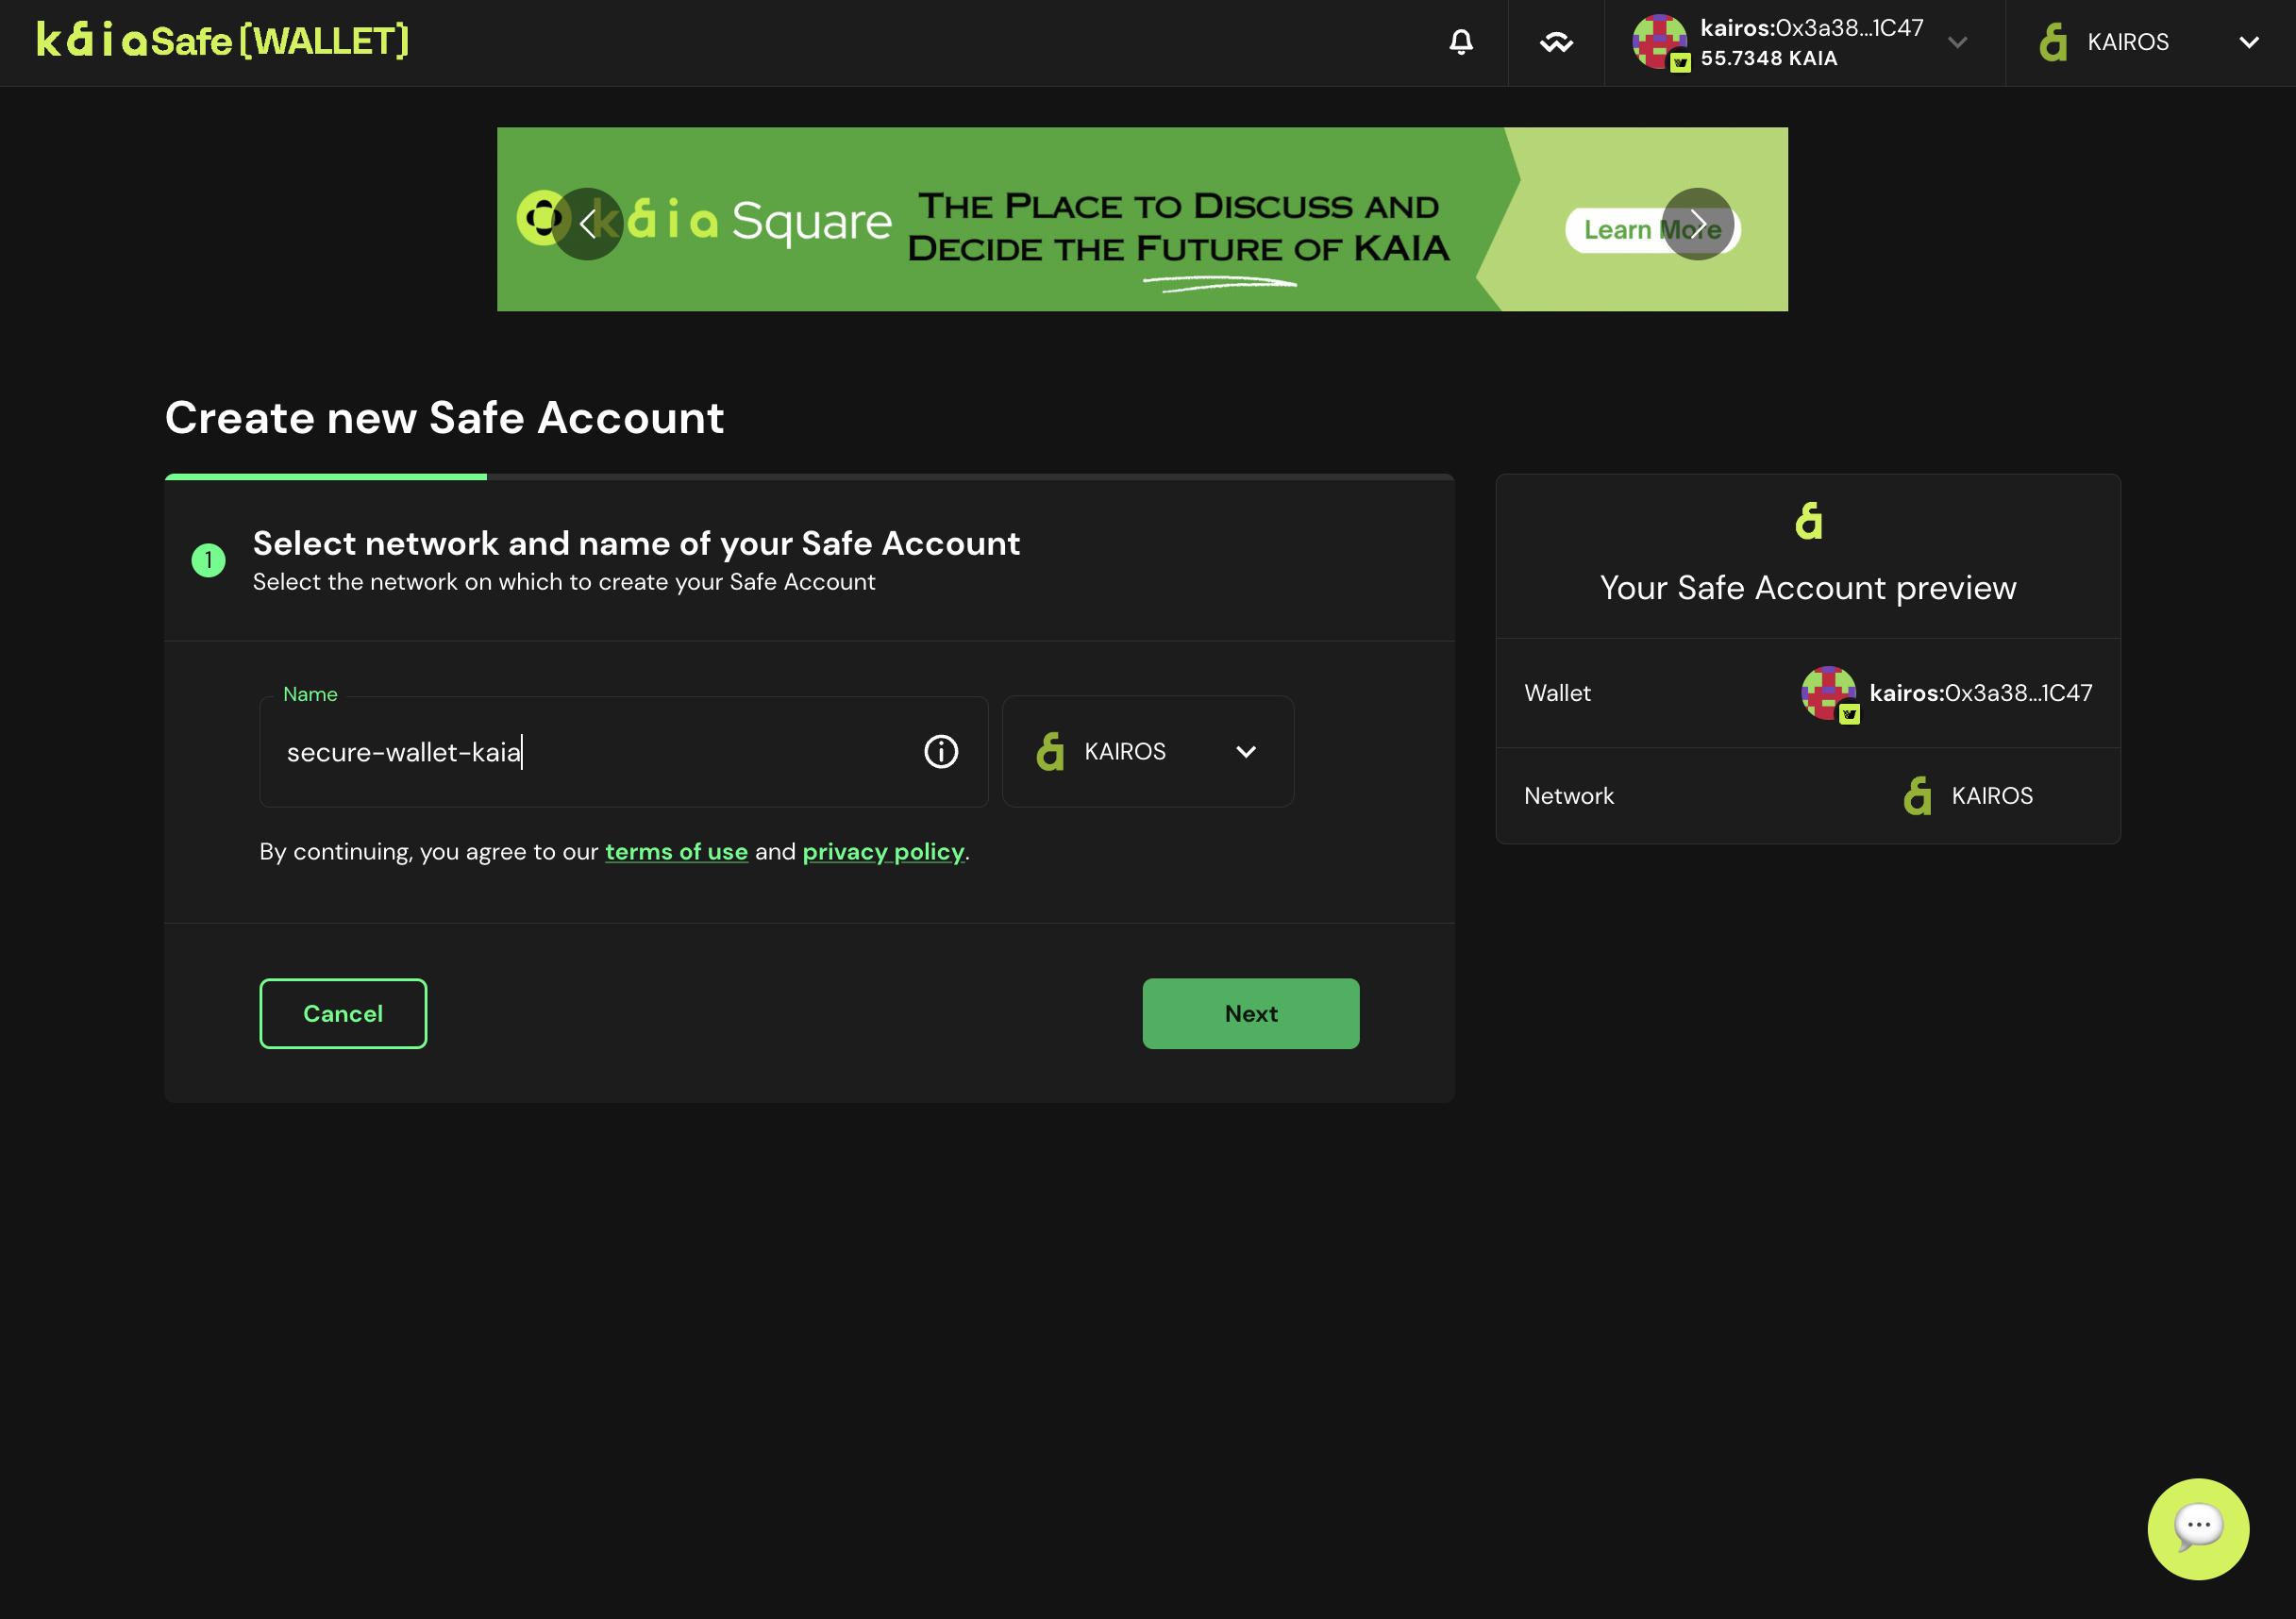 kaiaSafe{WALLET}
kairos:0x3a38...1C47
55.7348 KAIA
KAIROS
kaia Square
THE PLACE TO DISCUSS AND
DECIDE THE FUTURE OF KAIA
Learn More
Create new Safe Account
1
Select network and name of your Safe Account
Select the network on which to create your Safe Account
Name
secure-wallet-kaia
KAIROS
By continuing, you agree to our terms of use and privacy policy.
Cancel
Next
Your Safe Account preview
Wallet
kairos:0x3a38...1C47
Network
KAIROS